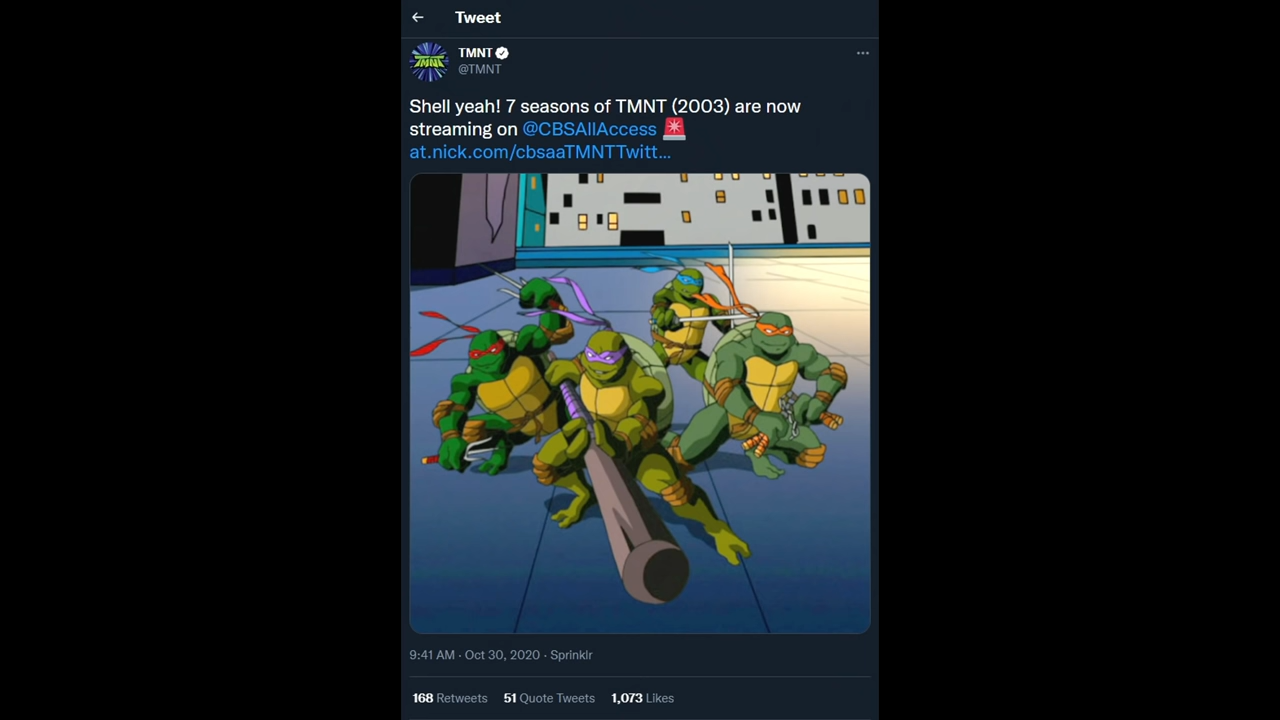 Tweet
TMNT
TMNT
@TMNT
Shell yeah! 7 seasons of TMNT (2003) are now
streaming on @CBSAllAccess 🚨
at.nick.com/cbsaaTMNTTwitt...
9:41 AM · Oct 30, 2020 · Sprinklr
168 Retweets 51 Quote Tweets 1,073 Likes